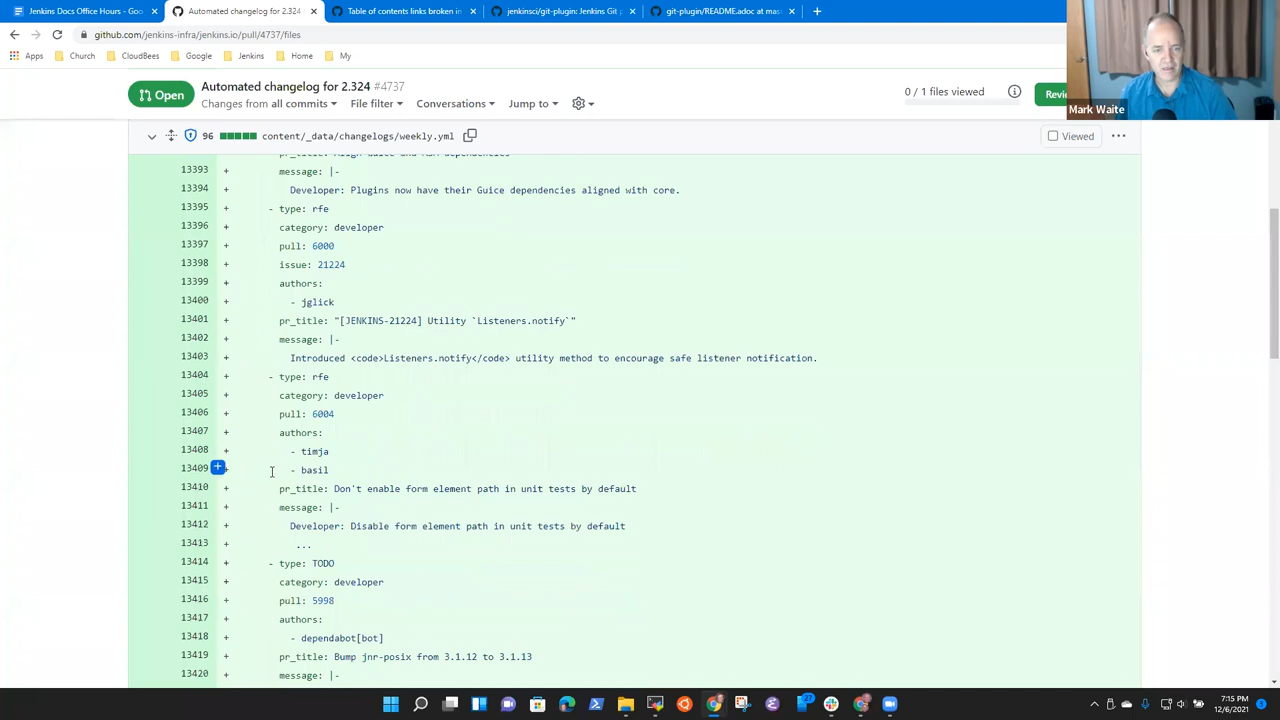 Jenkins Docs Office Hours - Goo
Automated changelog for 2.324
Table of contents links broken in
jenkinsci/git-plugin: Jenkins Git p
git-plugin/README.adoc at mas
github.com/jenkins-infra/jenkins.io/pull/4737/files
Apps Church CloudBees Google Jenkins Home My
Open
Automated changelog for 2.324 #4737
Changes from all commits File filter Conversations Jump to
0 / 1 files viewed
Revi
Mark Waite
96 content/_data/changelogs/weekly.yml
Viewed
13393 + message: |-
13394 + Developer: Plugins now have their Guice dependencies aligned with core.
13395 + - type: rfe
13396 + category: developer
13397 + pull: 6000
13398 + issue: 21224
13399 + authors:
13400 + - jglick
13401 + pr_title: "[JENKINS-21224] Utility `Listeners.notify`"
13402 + message: |-
13403 + Introduced <code>Listeners.notify</code> utility method to encourage safe listener notification.
13404 + - type: rfe
13405 + category: developer
13406 + pull: 6004
13407 + authors:
13408 + - timja
13409 + - basil
13410 + pr_title: Don't enable form element path in unit tests by default
13411 + message: |-
13412 + Developer: Disable form element path in unit tests by default
13413 + ...
13414 + - type: TODO
13415 + category: developer
13416 + pull: 5998
13417 + authors:
13418 + - dependabot[bot]
13419 + pr_title: Bump jnr-posix from 3.1.12 to 3.1.13
13420 + message: |-
7:15 PM
12/6/2021